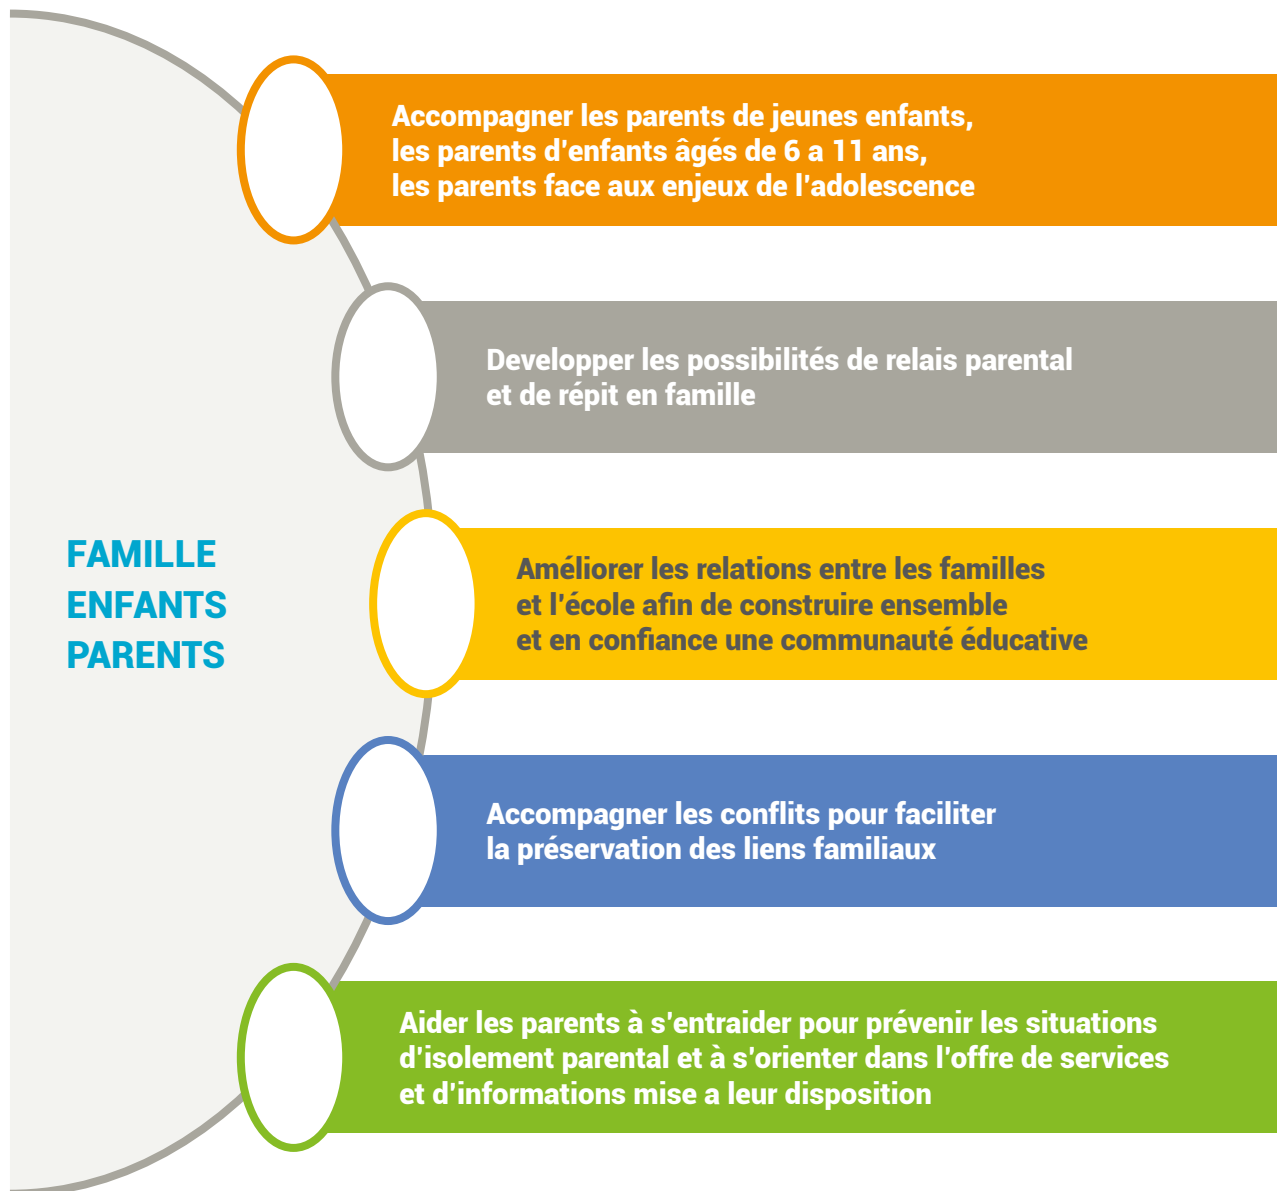 Accompagner les parents de jeunes enfants,
les parents d'enfants âgés de 6 a 11 ans,
les parents face aux enjeux de l'adolescence
Developper les possibilités de relais parental
et de répit en famille
FAMILLE
ENFANTS
PARENTS
Améliorer les relations entre les familles
et l'école afin de construire ensemble
et en confiance une communauté éducative
Accompagner les conflits pour faciliter
la préservation des liens familiaux
Aider les parents à s'entraider pour prévenir les situations
d'isolement parental et à s'orienter dans l'offre de services
et d'informations mise a leur disposition